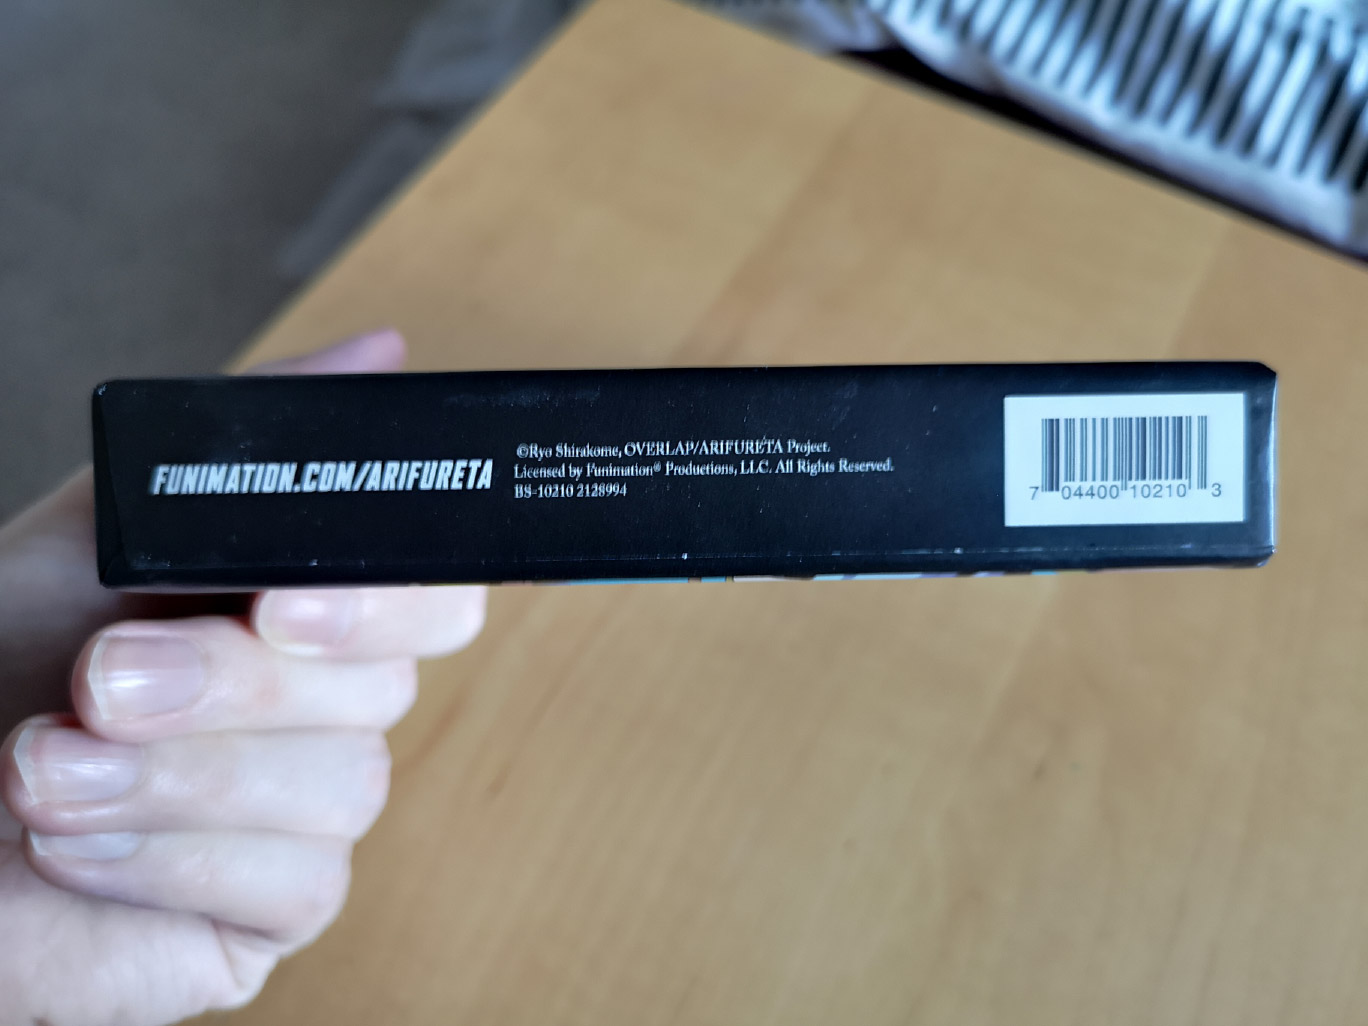 FUNIMATION.COM/ARIFURETA
©Ryo Shirakome, OVERLAP/ARIFURETA Project.
Licensed by Funimation® Productions, LLC. All Rights Reserved.
BS-10210 2128994
7 04400 10210 3